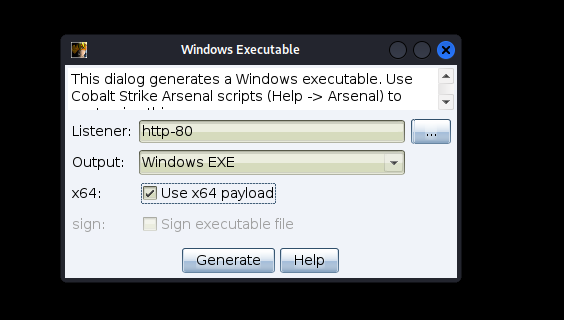 Windows Executable
This dialog generates a Windows executable. Use
Cobalt Strike Arsenal scripts (Help -> Arsenal) to
Listener: http-80 ...
Output: Windows EXE
x64: Use x64 payload
sign: Sign executable file
Generate Help